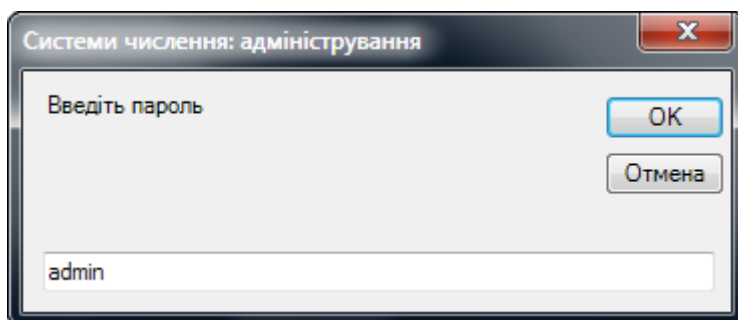 Системи числення: адміністрування
Введіть пароль
OK
Отмена
admin